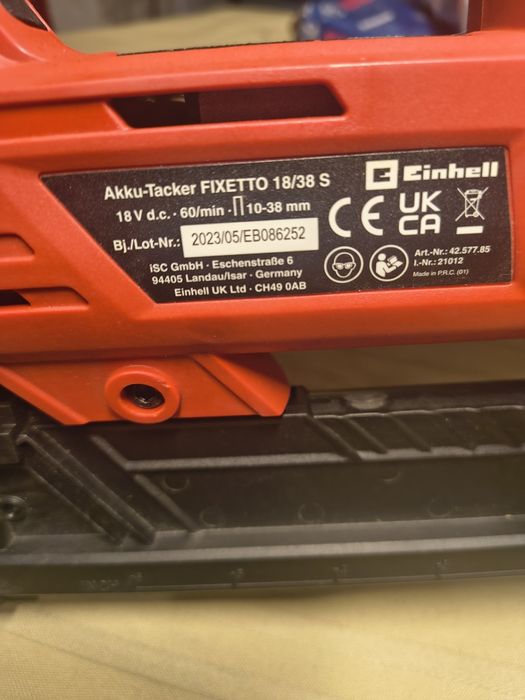 Einhell
Akku-Tacker FIXETTO 18/38 S
18 V d.c. · 60/min · 10-38 mm
Bj./Lot-Nr.: 2023/05/EB086252
iSC GmbH · Eschenstraße 6
94405 Landau/Isar · Germany
Einhell UK Ltd · CH49 0AB
CE
UK
CA
Art.-Nr.: 42.577.85
I.-Nr.: 21012
Made in P.R.C. (01)
INCH